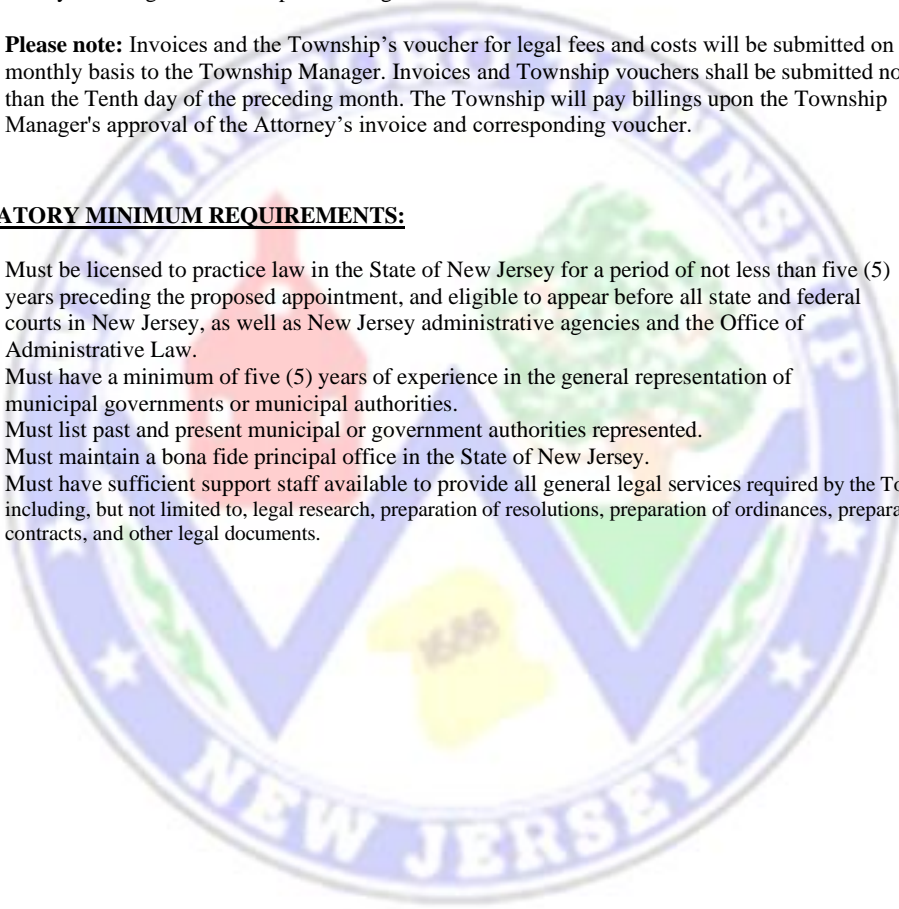 Please note: Invoices and the Township’s voucher for legal fees and costs will be submitted on
monthly basis to the Township Manager. Invoices and Township vouchers shall be submitted no
than the Tenth day of the preceding month. The Township will pay billings upon the Township
Manager's approval of the Attorney’s invoice and corresponding voucher.
ATORY MINIMUM REQUIREMENTS:
Must be licensed to practice law in the State of New Jersey for a period of not less than five (5)
years preceding the proposed appointment, and eligible to appear before all state and federal
courts in New Jersey, as well as New Jersey administrative agencies and the Office of
Administrative Law.
Must have a minimum of five (5) years of experience in the general representation of
municipal governments or municipal authorities.
Must list past and present municipal or government authorities represented.
Must maintain a bona fide principal office in the State of New Jersey.
Must have sufficient support staff available to provide all general legal services required by the To
including, but not limited to, legal research, preparation of resolutions, preparation of ordinances, prepara
contracts, and other legal documents.
ILLINGBORO TOWNSHIP
1688
NEW JERSEY